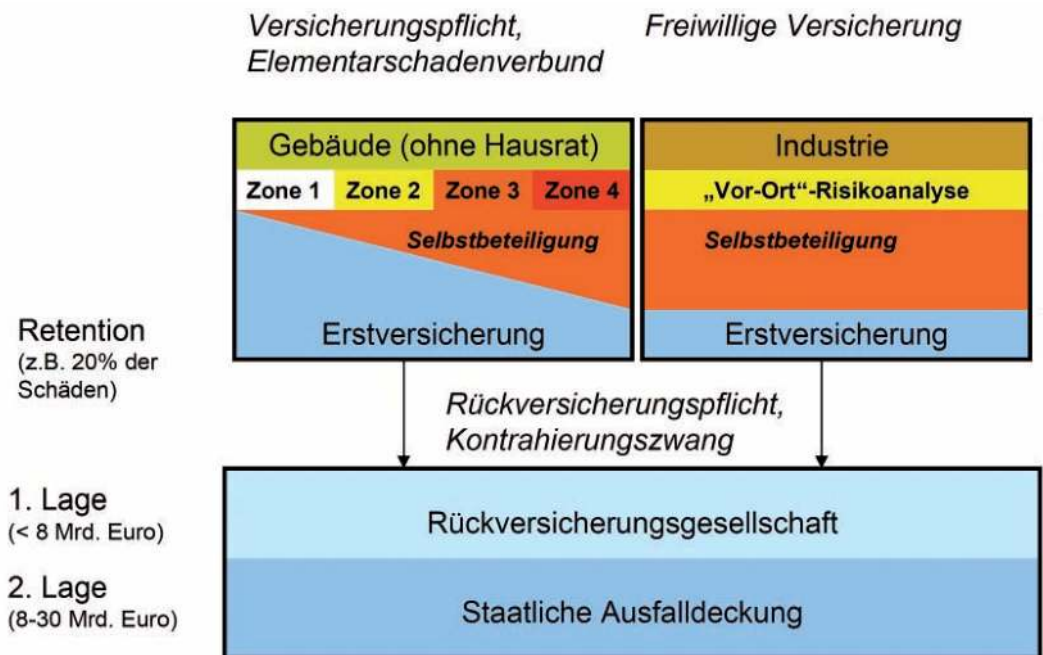 Versicherungspflicht,
Elementarschadenverbund
Freiwillige Versicherung
Gebäude (ohne Hausrat)
Zone 1 Zone 2 Zone 3 Zone 4
Selbstbeteiligung
Erstversicherung
Industrie
„Vor-Ort“-Risikoanalyse
Selbstbeteiligung
Erstversicherung
Retention
(z.B. 20% der
Schäden)
Rückversicherungspflicht,
Kontrahierungszwang
1. Lage
(< 8 Mrd. Euro)
Rückversicherungsgesellschaft
2. Lage
(8-30 Mrd. Euro)
Staatliche Ausfalldeckung